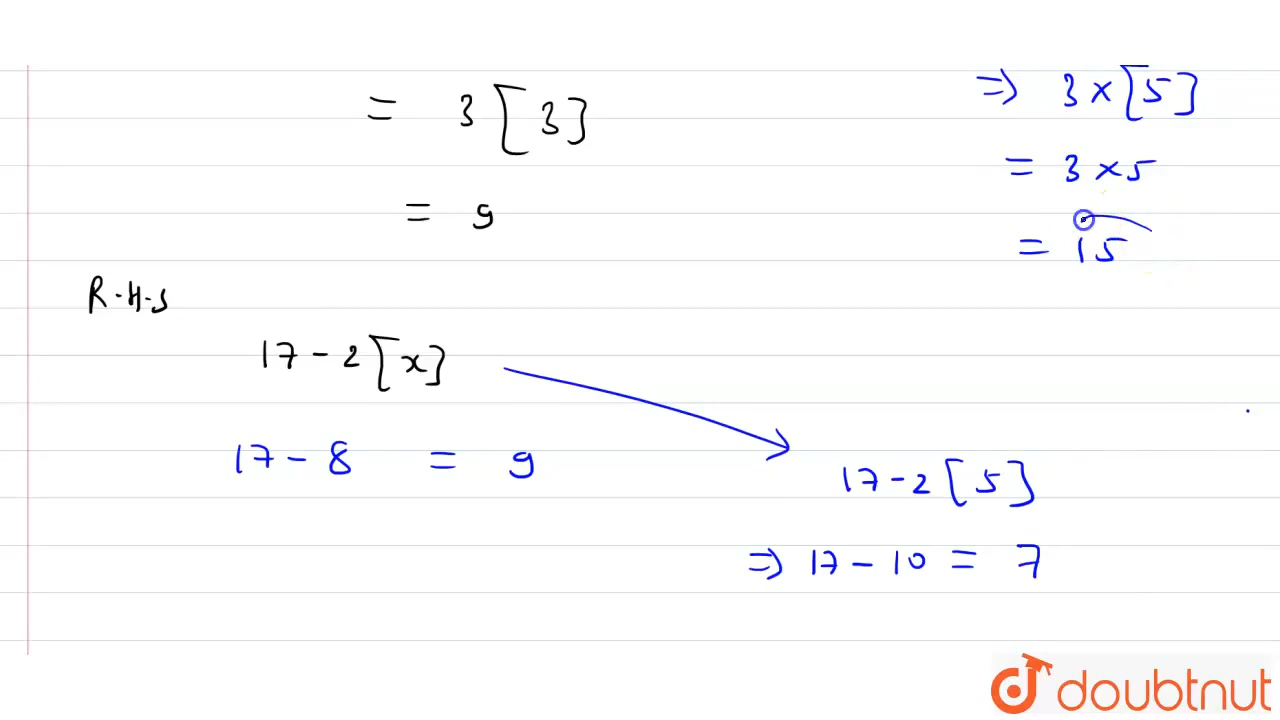 = 3 [3]
= 9
R.H.S
17 - 2 [x]
17 - 8 = 9
⇒ 3 × [5]
= 3 × 5
= 15
17 - 2 [5]
⇒ 17 - 10 = 7
doubtnut